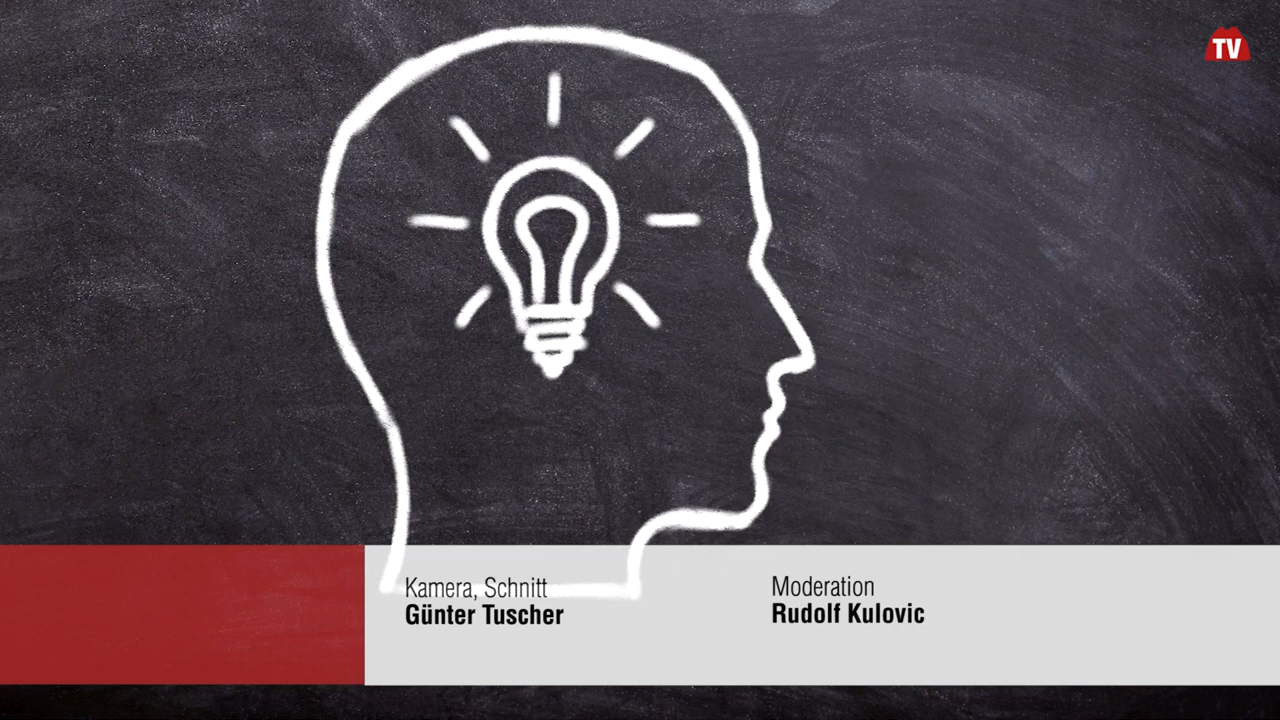 TV
Kamera, Schnitt
Günter Tuscher
Moderation
Rudolf Kulovic